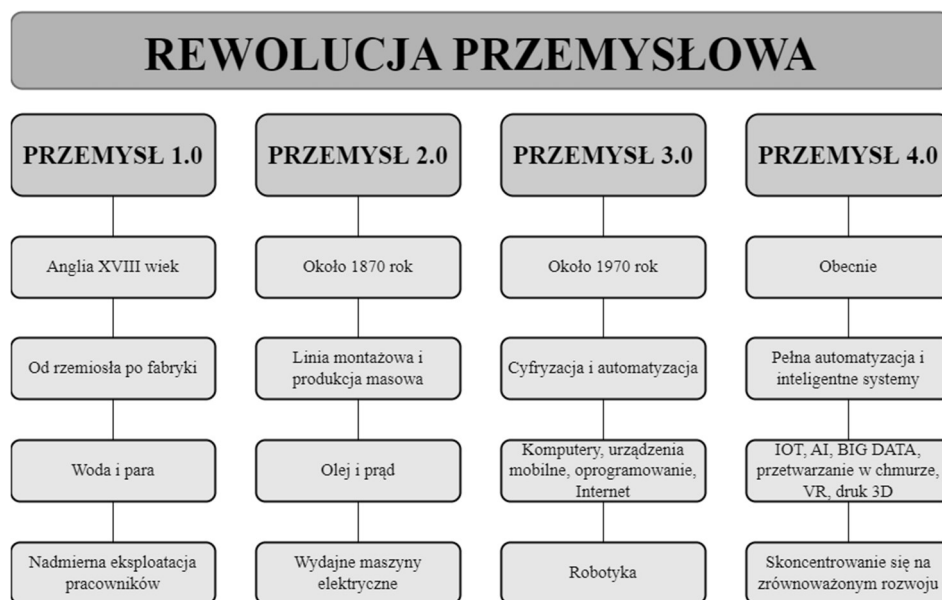 REWOLUCJA PRZEMYSŁOWA
PRZEMYSŁ 1.0
Anglia XVIII wiek
Od rzemiosła po fabryki
Woda i para
Nadmierna eksploatacja
pracowników
PRZEMYSŁ 2.0
Około 1870 rok
Linia montażowa i
produkcja masowa
Olej i prąd
Wydajne maszyny
elektryczne
PRZEMYSŁ 3.0
Około 1970 rok
Cyfryzacja i automatyzacja
Komputery, urządzenia
mobilne, oprogramowanie,
Internet
Robotyka
PRZEMYSŁ 4.0
Obecnie
Pełna automatyzacja i
inteligentne systemy
IOT, AI, BIG DATA,
przetwarzanie w chmurze,
VR, druk 3D
Skoncentrowanie się na
zrównoważonym rozwoju